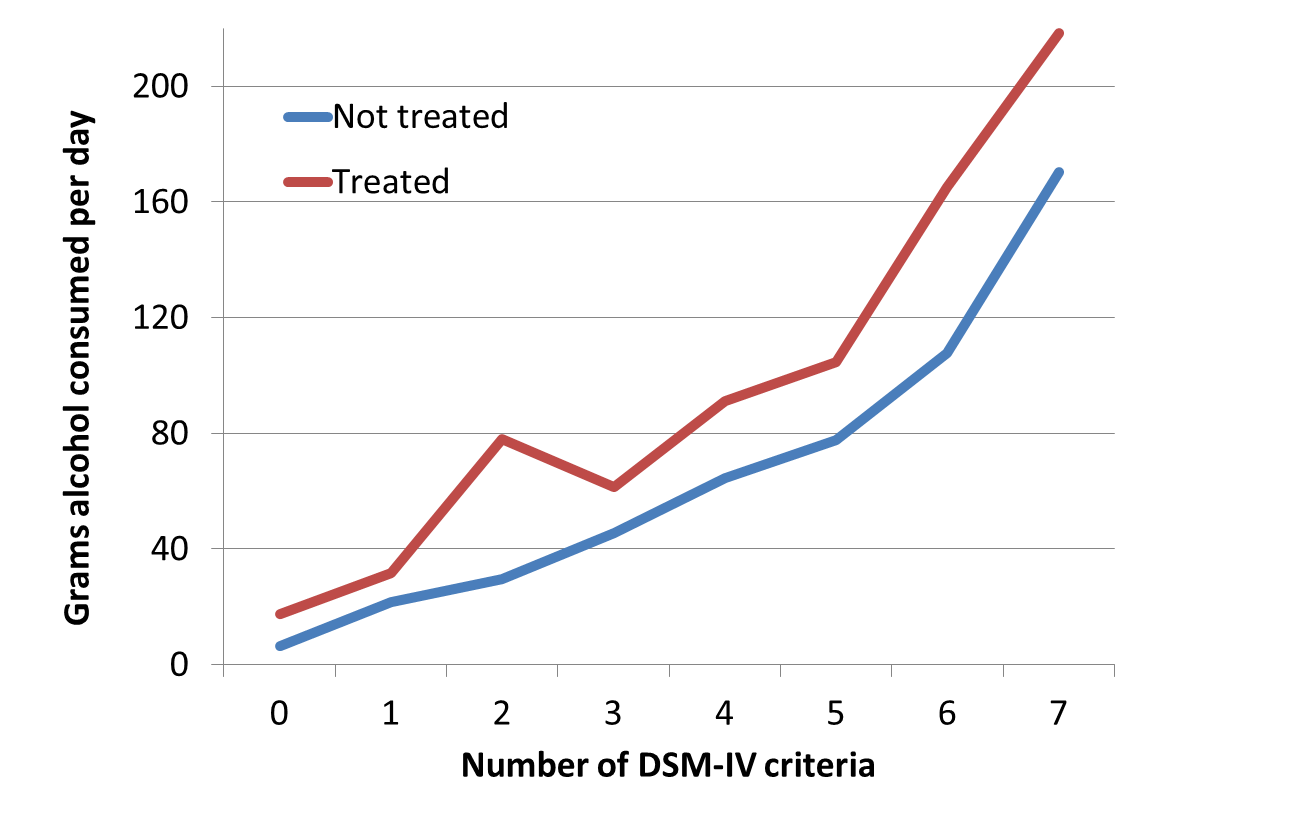 Grams alcohol consumed per day
200
160
120
80
40
0
Not treated
Treated
0 1 2 3 4 5 6 7
Number of DSM-IV criteria